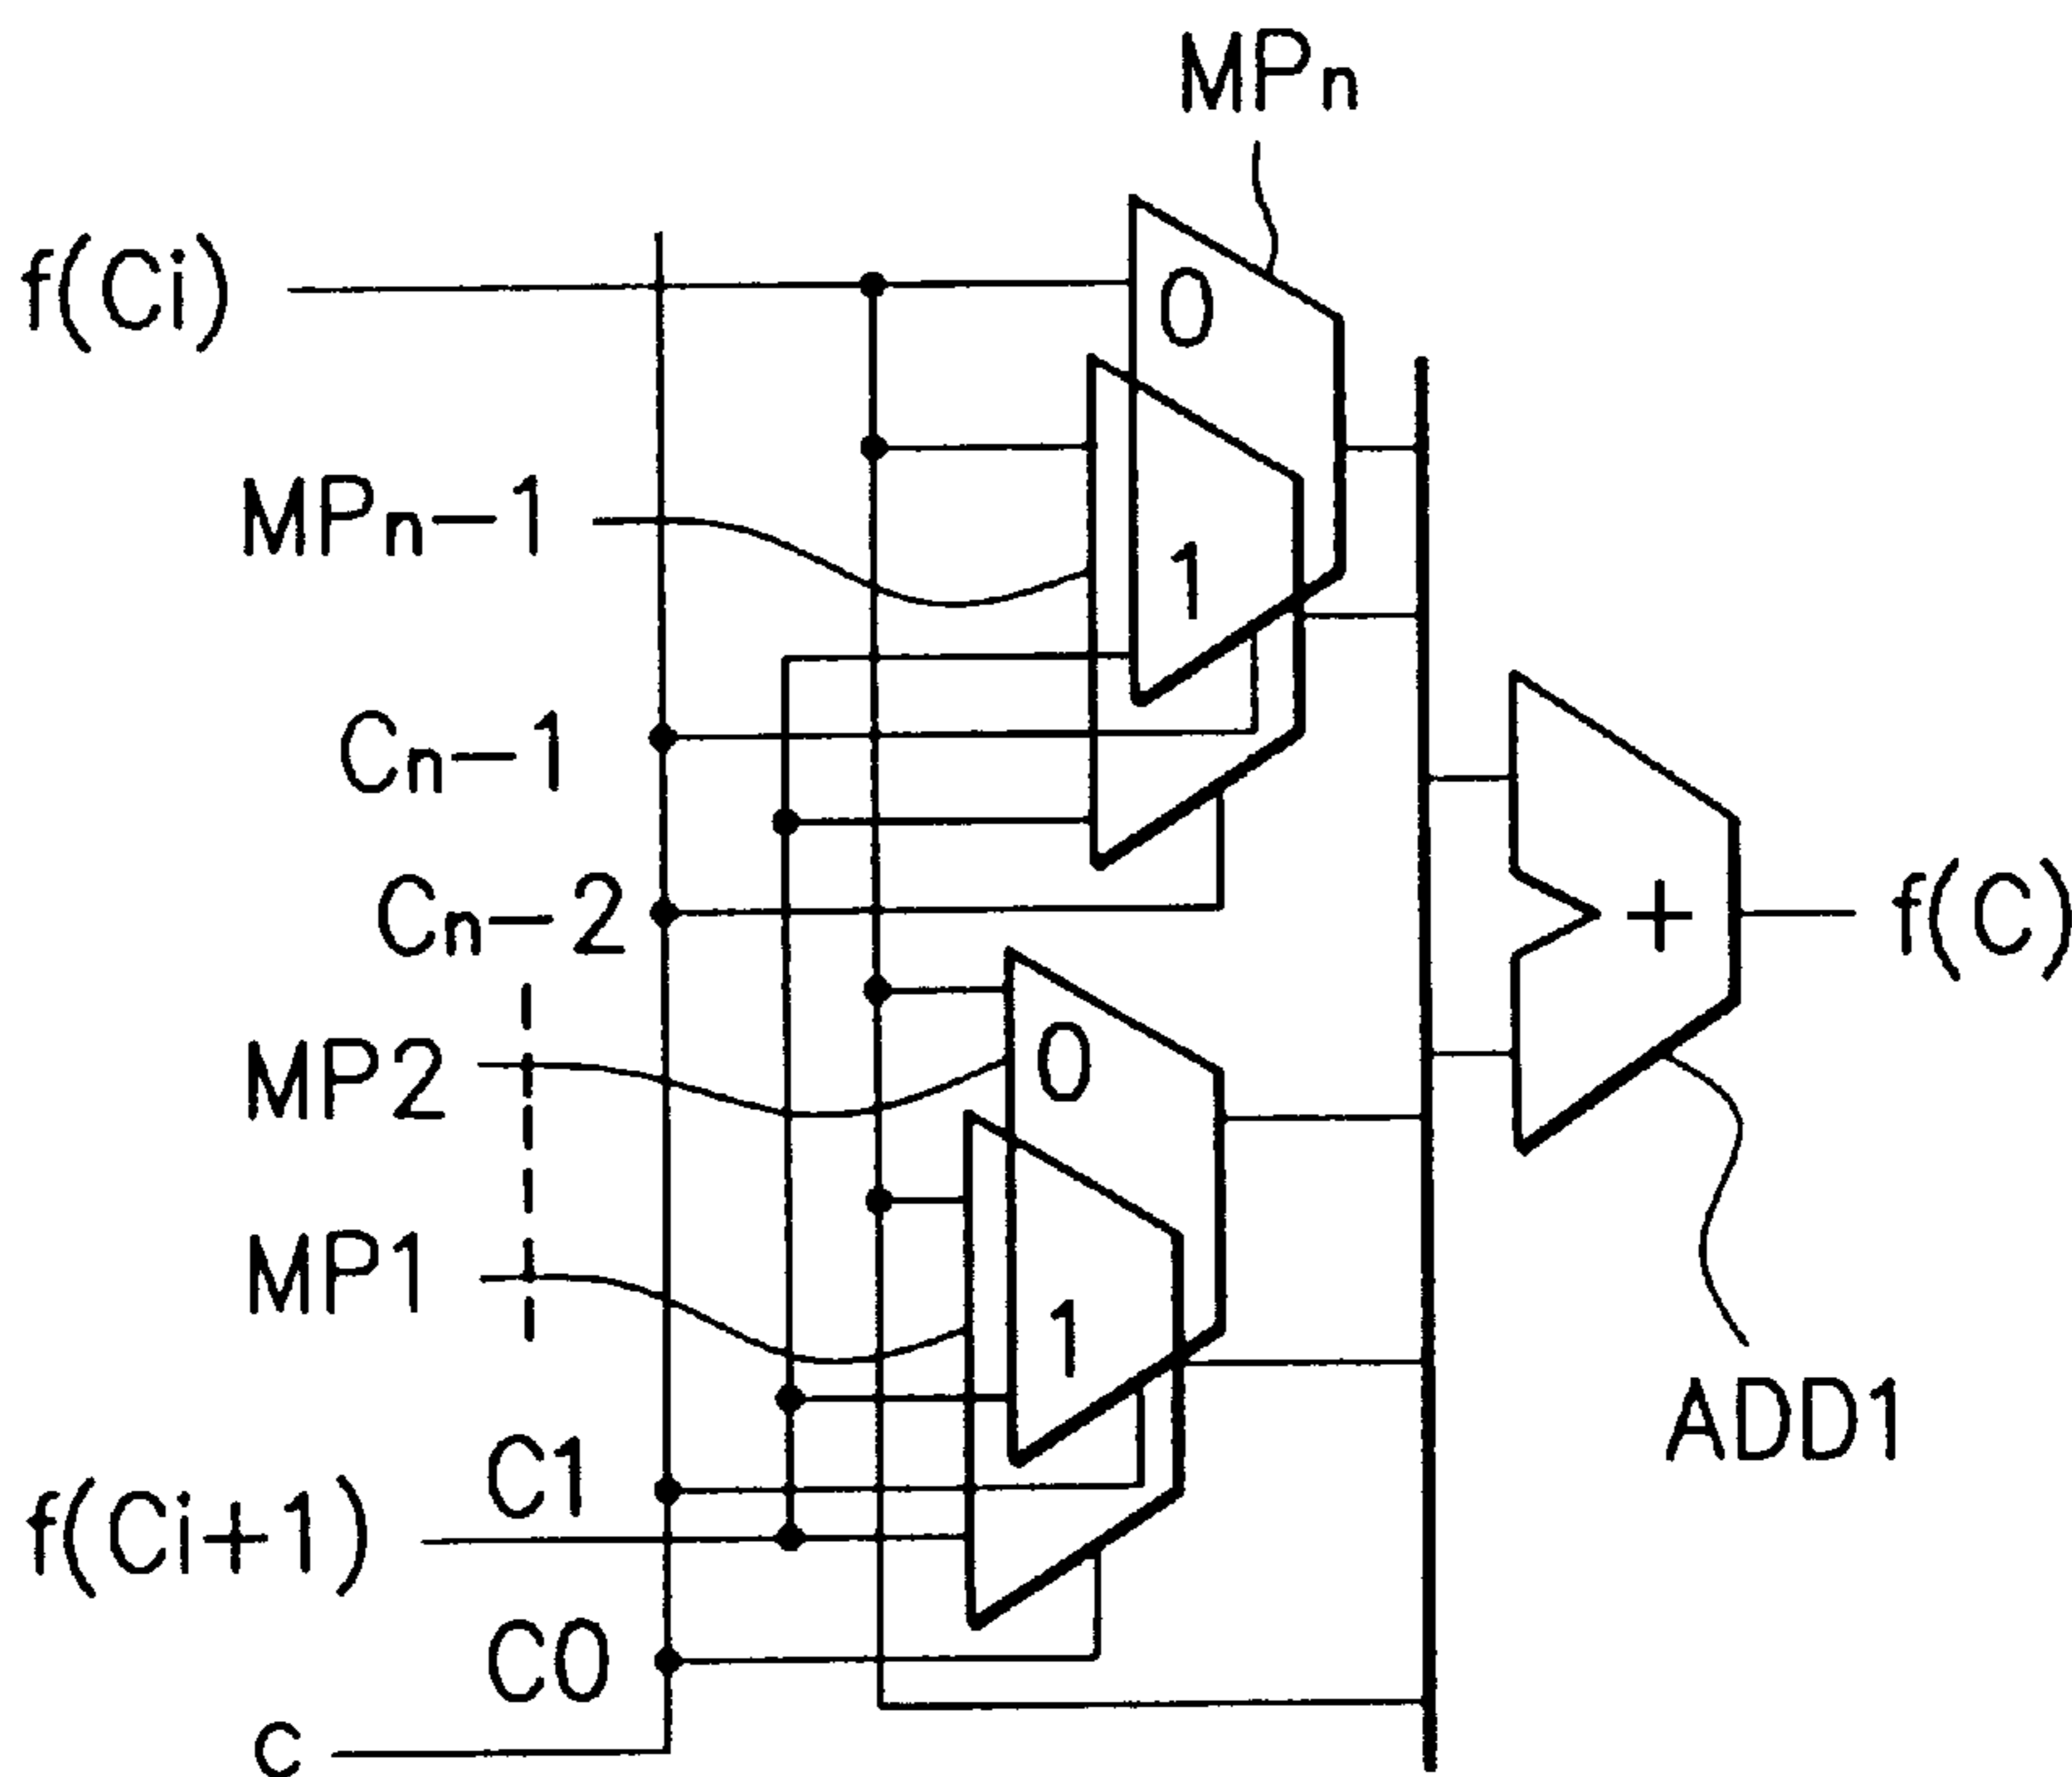 MPn
f(Ci)
0
MPn-1
1
Cn-1
Cn-2
+
f(C)
MP2
0
MP1
1
ADD1
C1
f(Ci+1)
C0
C